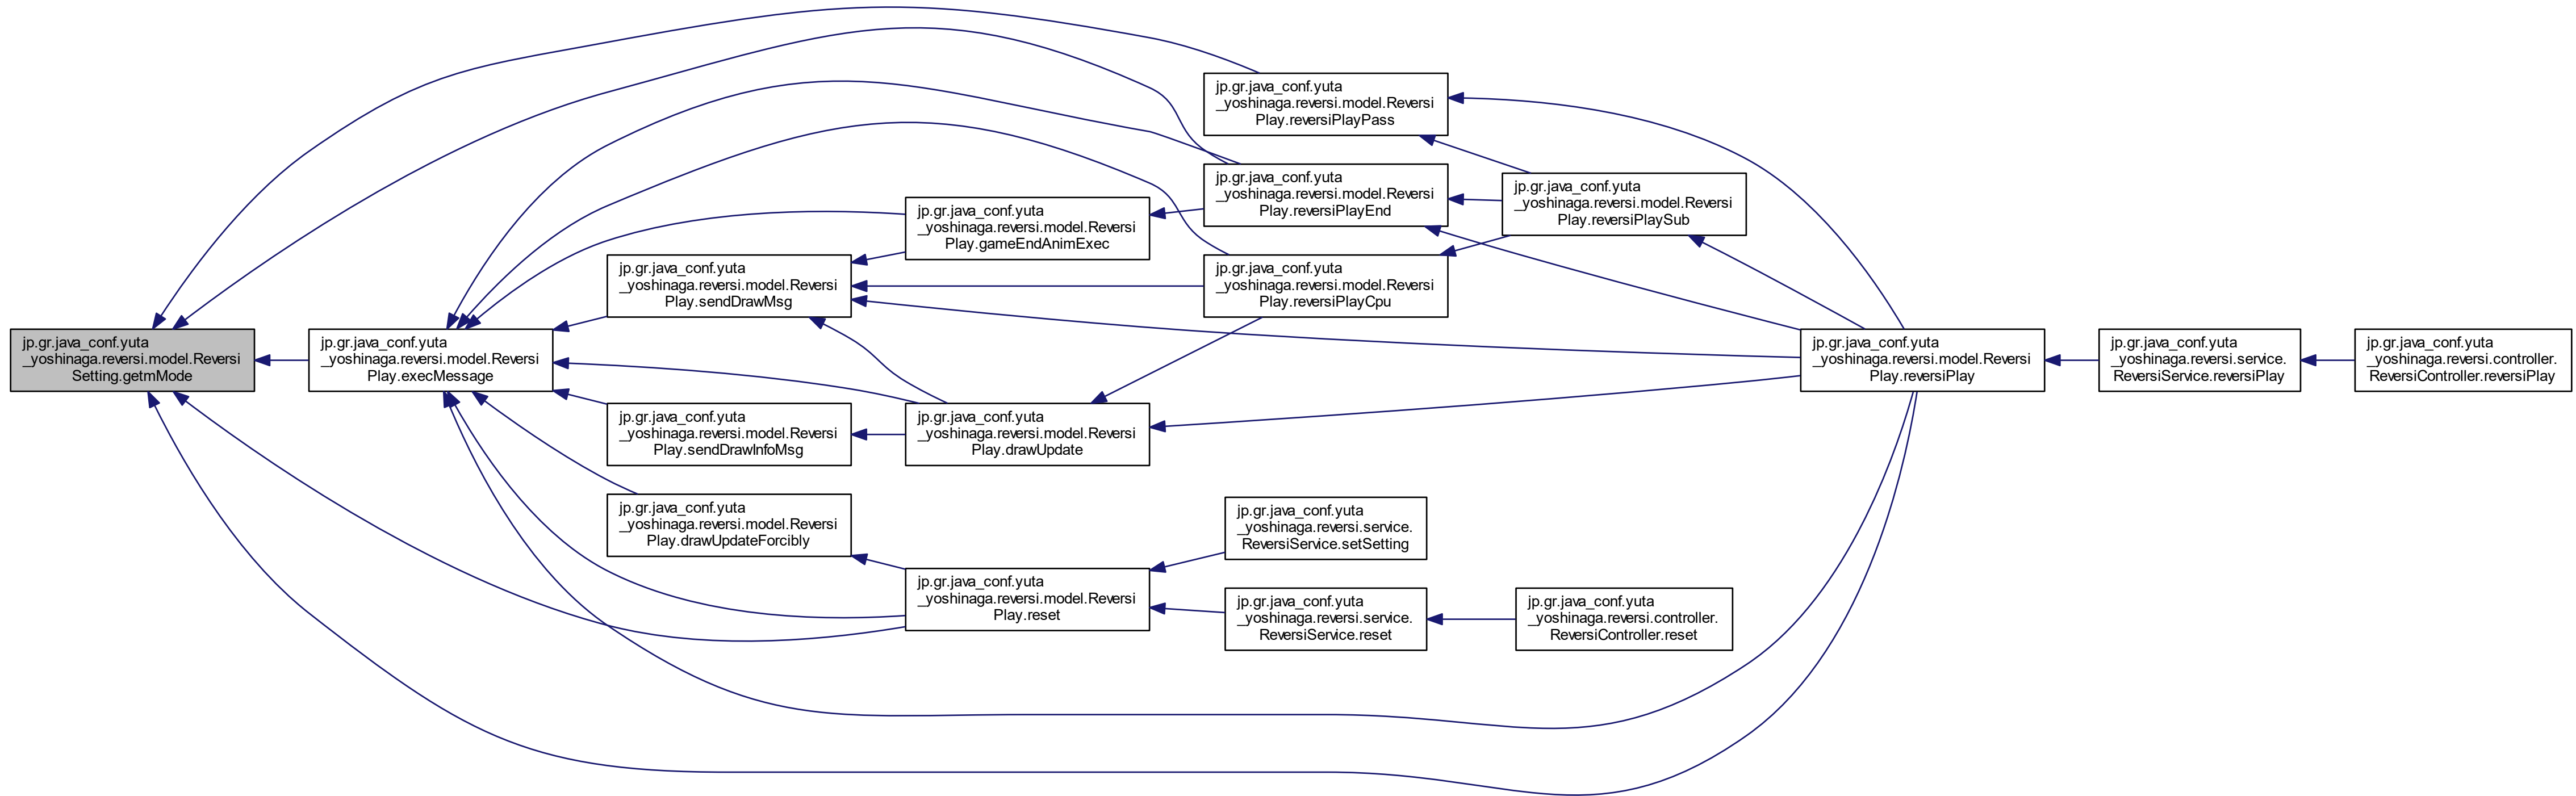 jp.gr.java_conf.yuta
_yoshinaga.reversi.model.Reversi
Setting.getmMode
jp.gr.java_conf.yuta
_yoshinaga.reversi.model.Reversi
Play.execMessage
jp.gr.java_conf.yuta
_yoshinaga.reversi.model.Reversi
Play.sendDrawMsg
jp.gr.java_conf.yuta
_yoshinaga.reversi.model.Reversi
Play.sendDrawInfoMsg
jp.gr.java_conf.yuta
_yoshinaga.reversi.model.Reversi
Play.drawUpdateForcibly
jp.gr.java_conf.yuta
_yoshinaga.reversi.model.Reversi
Play.gameEndAnimExec
jp.gr.java_conf.yuta
_yoshinaga.reversi.model.Reversi
Play.drawUpdate
jp.gr.java_conf.yuta
_yoshinaga.reversi.model.Reversi
Play.reset
jp.gr.java_conf.yuta
_yoshinaga.reversi.model.Reversi
Play.reversiPlayPass
jp.gr.java_conf.yuta
_yoshinaga.reversi.model.Reversi
Play.reversiPlayEnd
jp.gr.java_conf.yuta
_yoshinaga.reversi.model.Reversi
Play.reversiPlayCpu
jp.gr.java_conf.yuta
_yoshinaga.reversi.service.
ReversiService.setSetting
jp.gr.java_conf.yuta
_yoshinaga.reversi.service.
ReversiService.reset
jp.gr.java_conf.yuta
_yoshinaga.reversi.model.Reversi
Play.reversiPlaySub
jp.gr.java_conf.yuta
_yoshinaga.reversi.controller.
ReversiController.reset
jp.gr.java_conf.yuta
_yoshinaga.reversi.model.Reversi
Play.reversiPlay
jp.gr.java_conf.yuta
_yoshinaga.reversi.service.
ReversiService.reversiPlay
jp.gr.java_conf.yuta
_yoshinaga.reversi.controller.
ReversiController.reversiPlay